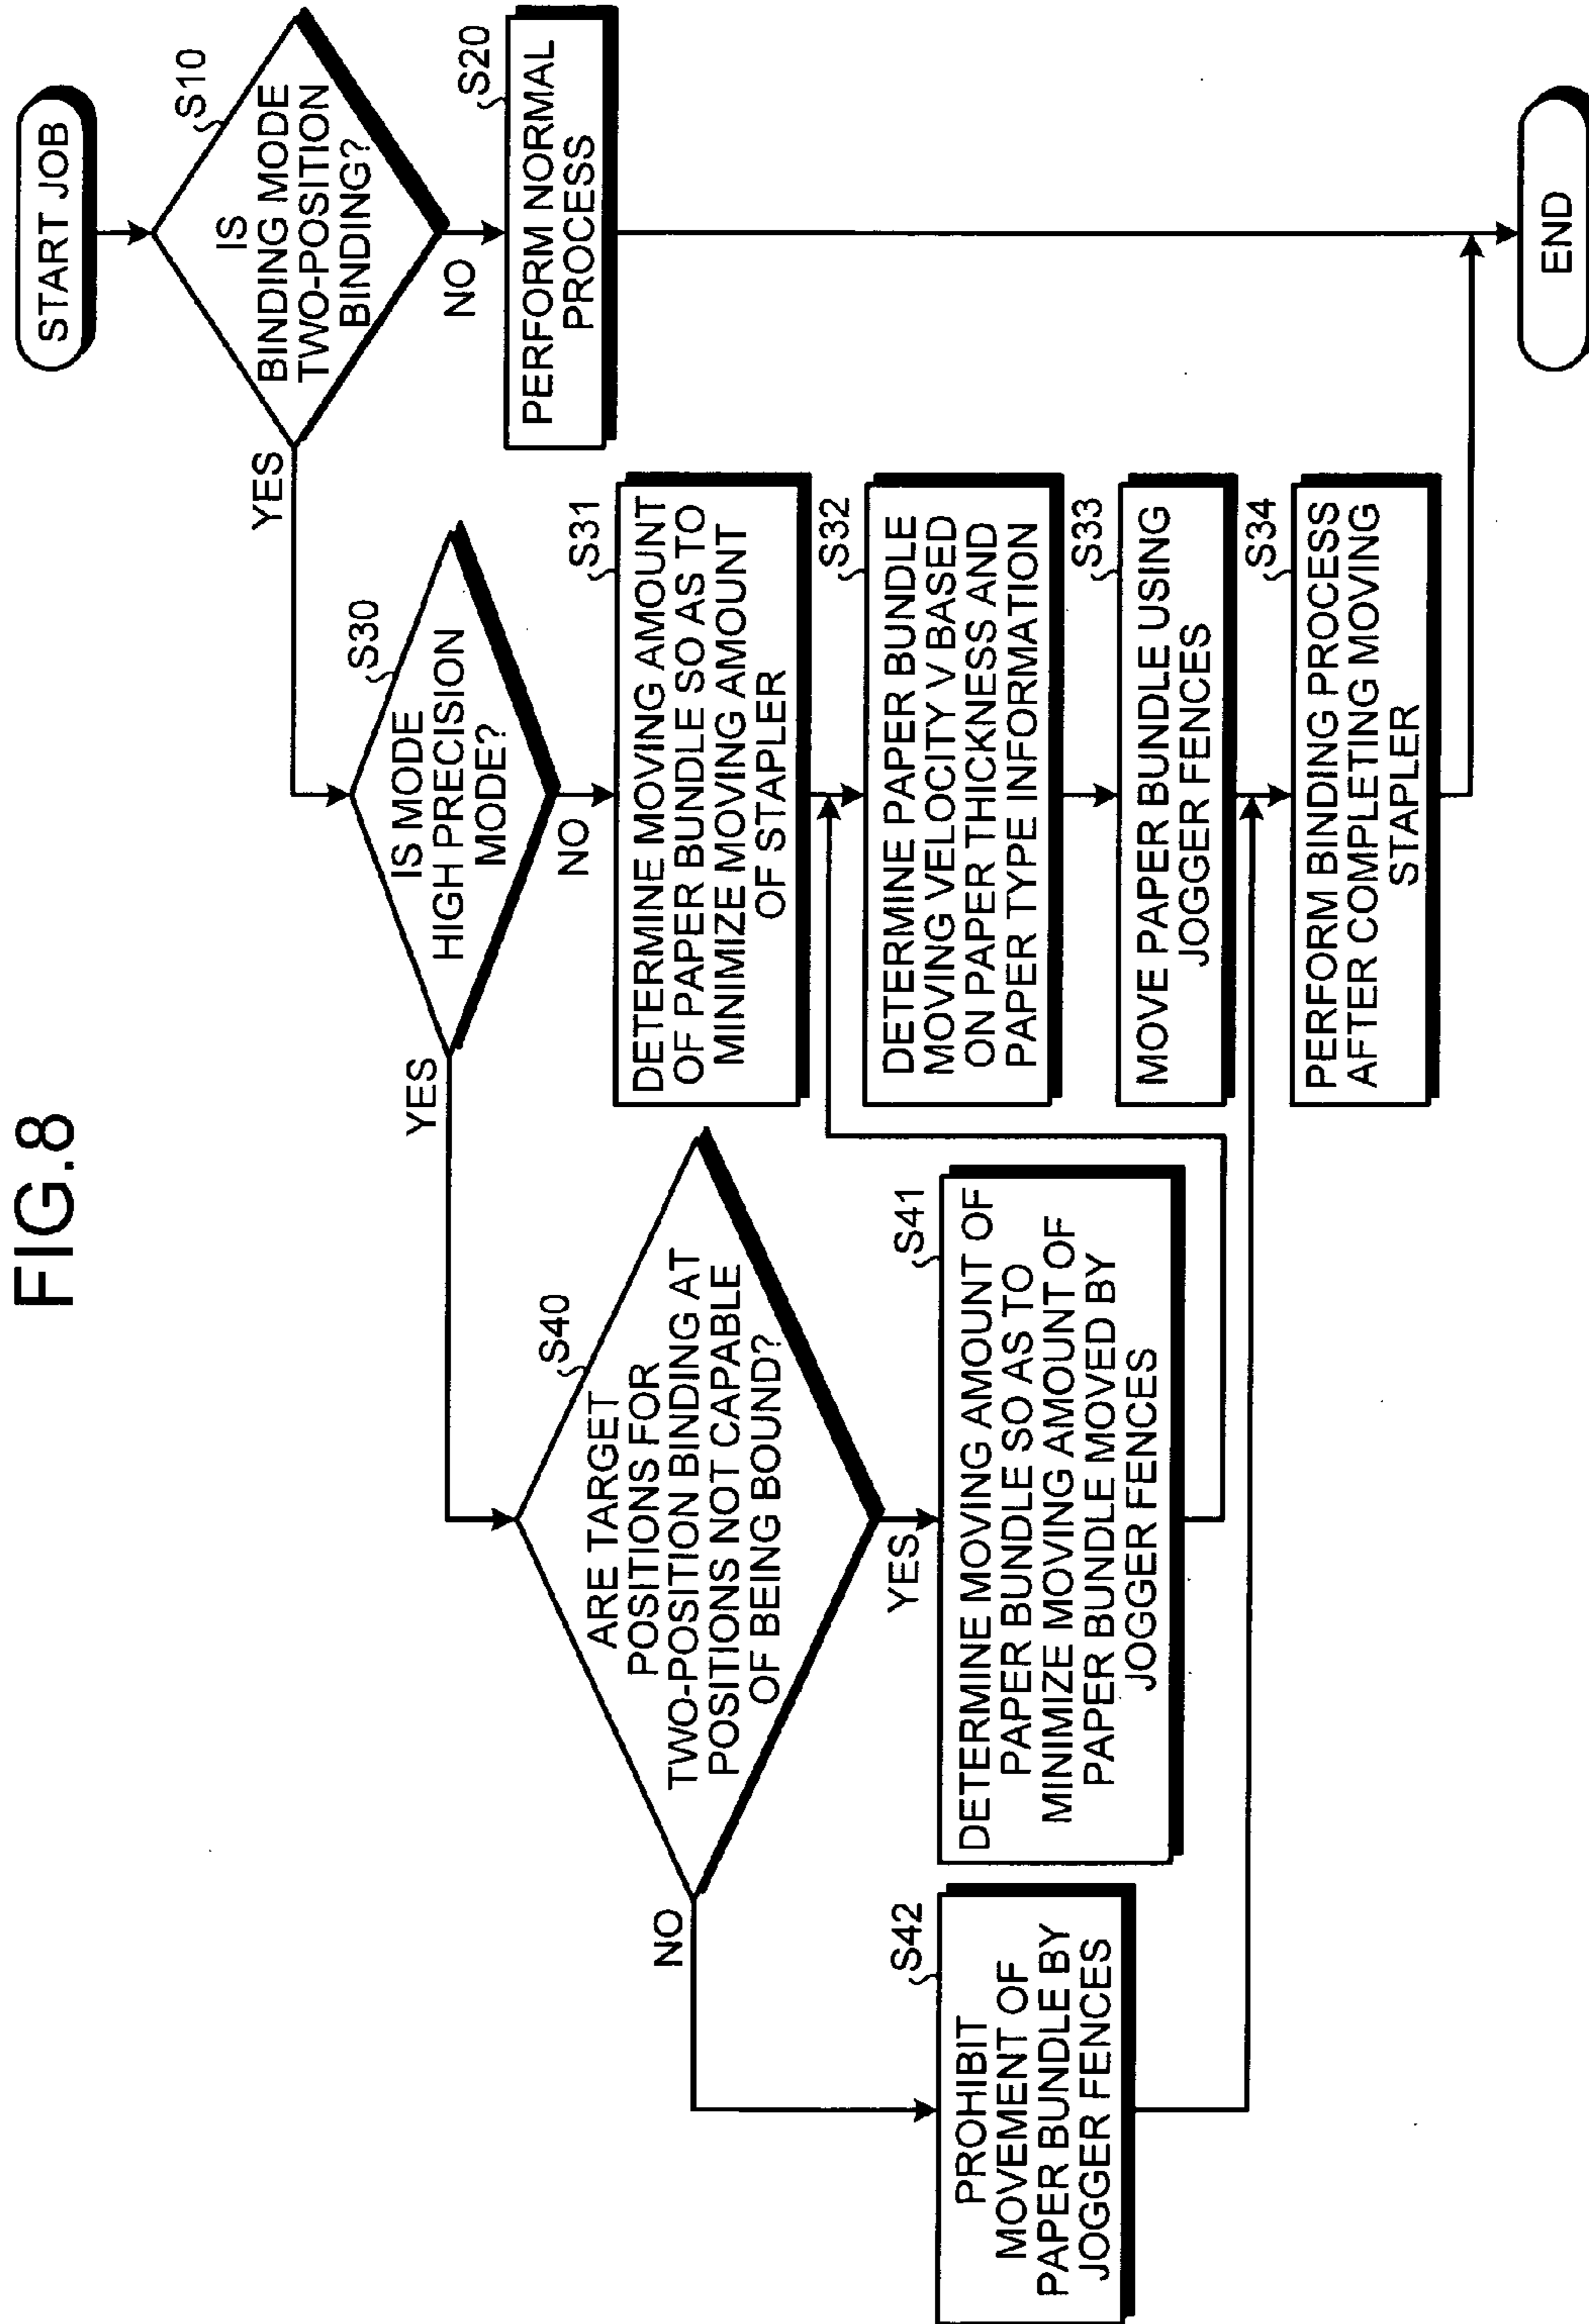 FIG.8
START JOB
S10
IS
BINDING MODE
TWO-POSITION
BINDING?
YES
NO
S20
PERFORM NORMAL
PROCESS
S30
IS MODE
HIGH PRECISION
MODE?
YES
NO
S31
DETERMINE MOVING AMOUNT
OF PAPER BUNDLE SO AS TO
MINIMIZE MOVING AMOUNT
OF STAPLER
S32
DETERMINE PAPER BUNDLE
MOVING VELOCITY V BASED
ON PAPER THICKNESS AND
PAPER TYPE INFORMATION
S33
MOVE PAPER BUNDLE USING
JOGGER FENCES
S34
PERFORM BINDING PROCESS
AFTER COMPLETING MOVING
STAPLER
S40
ARE TARGET
POSITIONS FOR
TWO-POSITION BINDING AT
POSITIONS NOT CAPABLE
OF BEING BOUND?
NO
YES
S41
DETERMINE MOVING AMOUNT OF
PAPER BUNDLE SO AS TO
MINIMIZE MOVING AMOUNT OF
PAPER BUNDLE MOVED BY
JOGGER FENCES
S42
PROHIBIT
MOVEMENT OF
PAPER BUNDLE BY
JOGGER FENCES
END